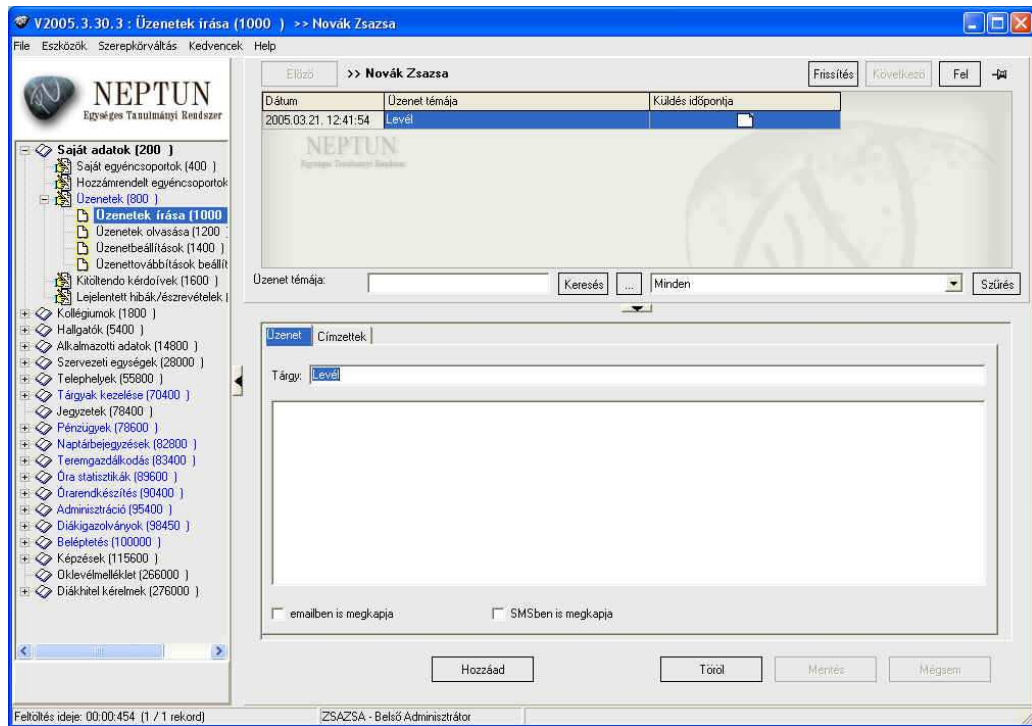 V2005.3.30.3 : Üzenetek írása (1000 ) >> Novák Zsazsa
File Eszközök Szerepkörváltás Kedvencek Help
NEPTUN
Egységes Tanulmányi Rendszer
Saját adatok (200 )
Saját egyéncsoportok (400 )
Hozzámrendelt egyéncsoportok
Üzenetek (800 )
Üzenetek írása (1000
Üzenetek olvasása (1200
Üzenetbeállítások (1400 )
Üzenettovábbítások beállít
Kitöltendo kérdoívek (1600 )
Lejelentett hibák/észrevételek (
Kollégiumok (1800 )
Hallgatók (5400 )
Alkalmazotti adatok (14800 )
Szervezeti egységek (28000 )
Telephelyek (55800 )
Tárgyak kezelése (70400 )
Jegyzetek (78400 )
Pénzügyek (78600 )
Naptárbejegyzések (82800 )
Teremgazdálkodás (83400 )
Óra statisztikák (89600 )
Órarendkészítés (90400 )
Adminisztráció (95400 )
Diákigazolványok (98450 )
Beléptetés (100000 )
Képzések (115600 )
Oklevélmelléklet (266000 )
Diákhitel kérelmek (276000 )
Előző >> Novák Zsazsa Frissítés Következő Fel
Dátum Üzenet témája Küldés időpontja
2005.03.21. 12:41:54 Levél
NEPTUN
Egységes Tanulmányi Rendszer
Üzenet témája: Keresés ... Minden Szűrés
Üzenet Címzettek
Tárgy: Levél
emailben is megkapja SMSben is megkapja
Hozzáad Töröl Mentés Mégsem
Feltöltés ideje: 00:00:454 (1 / 1 rekord) ZSAZSA - Belső Adminisztrátor